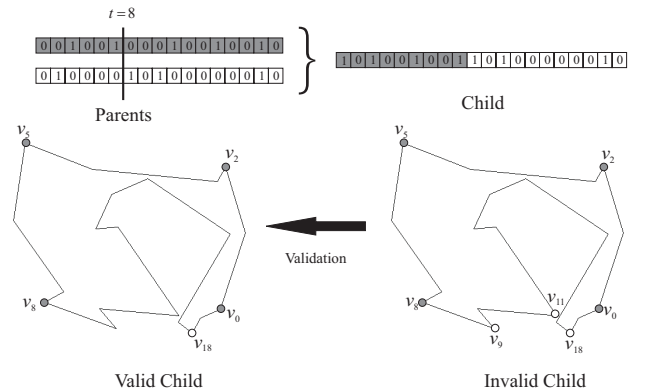 t = 8
0 0 1 0 0 1 0 0 0 1 0 0 1 0 0 1 0
0 1 0 0 0 0 1 0 1 0 0 0 0 0 0 1 0
Parents
1 0 1 0 0 1 0 0 1 1 0 1 0 0 0 0 0 0 1 0
Child
v5
v2
v8
v0
v18
Valid Child
Validation
v5
v2
v11
v8
v0
v9
v18
Invalid Child